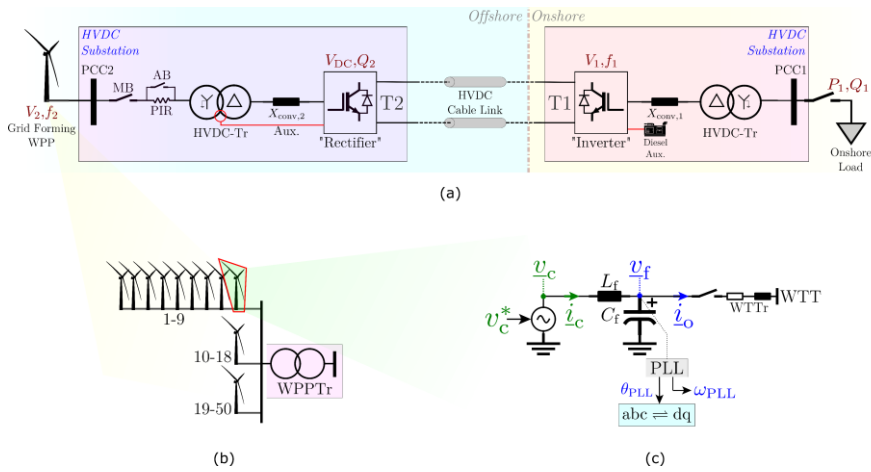 Offshore Onshore
HVDC
Substation
PCC2
MB
AB
PIR
HVDC-Tr
X_conv,2
Aux.
V_DC, Q_2
T2
"Rectifier"
V_2, f_2
Grid Forming
WPP
HVDC
Cable Link
V_1, f_1
T1
"Inverter"
X_conv,1
Diesel
Aux.
HVDC-Tr
HVDC
Substation
PCC1
P_1, Q_1
Onshore
Load
(a)
1-9
10-18
19-50
WPPTr
(b)
v_c
L_f
v_f
v_c*
i_c
C_f
+
i_o
WTTr
WTT
PLL
θ_PLL
ω_PLL
abc ⇌ dq
(c)